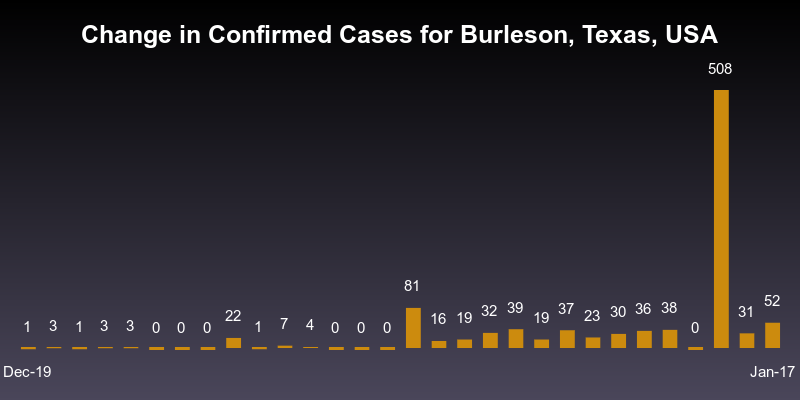 Change in Confirmed Cases for Burleson, Texas, USA
508
81
1 3 1 3 3 0 0 0 22 1 7 4 0 0 0 16 19 32 39 19 37 23 30 36 38 0 31 52
Dec-19 Jan-17